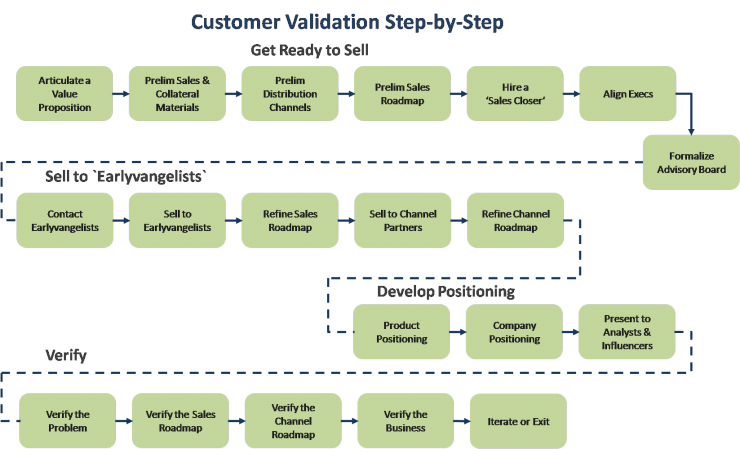 Customer Validation Step-by-Step
Get Ready to Sell
Articulate a
Value
Proposition
Prelim Sales &
Collateral
Materials
Prelim
Distribution
Channels
Prelim Sales
Roadmap
Hire a
‘Sales Closer’
Align Execs
Formalize
Advisory Board
Sell to `Earlyvangelists`
Contact
Earlyvangelists
Sell to
Earlyvangelists
Refine Sales
Roadmap
Sell to Channel
Partners
Refine Channel
Roadmap
Develop Positioning
Product
Positioning
Company
Positioning
Present to
Analysts &
Influencers
Verify
Verify the
Problem
Verify the Sales
Roadmap
Verify the
Channel
Roadmap
Verify the
Business
Iterate or Exit